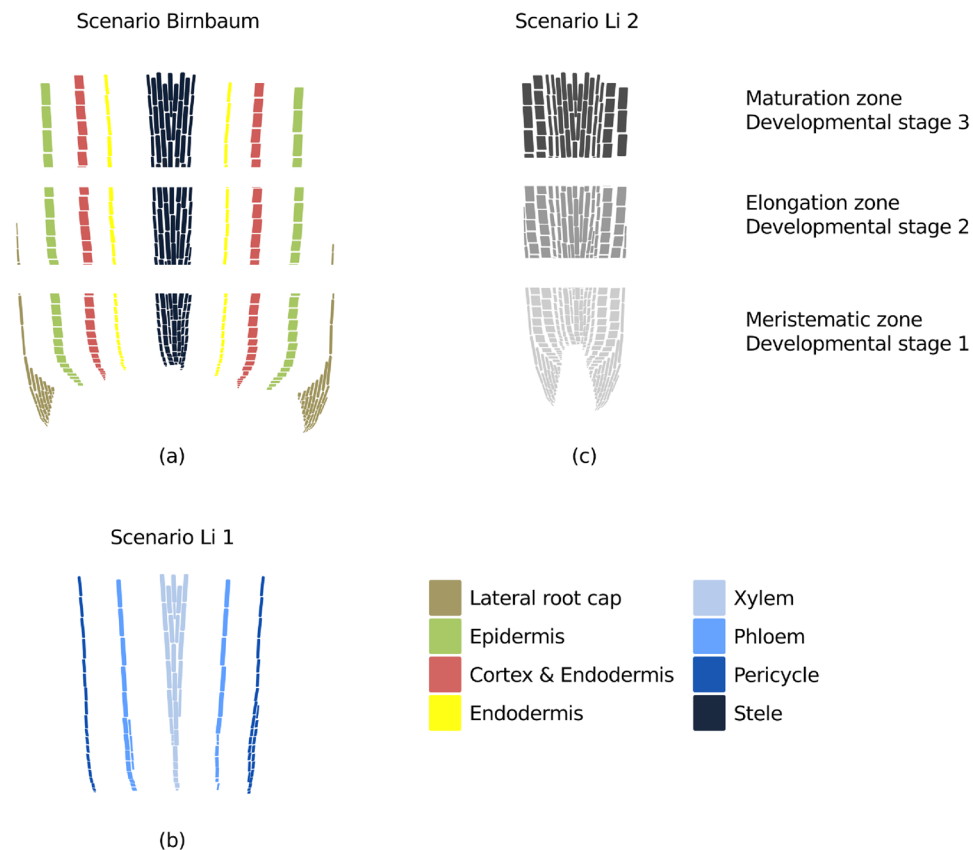 Scenario Birnbaum
Scenario Li 2
Maturation zone
Developmental stage 3
Elongation zone
Developmental stage 2
Meristematic zone
Developmental stage 1
(a)
(c)
Scenario Li 1
(b)
Lateral root cap
Epidermis
Cortex & Endodermis
Endodermis
Xylem
Phloem
Pericycle
Stele